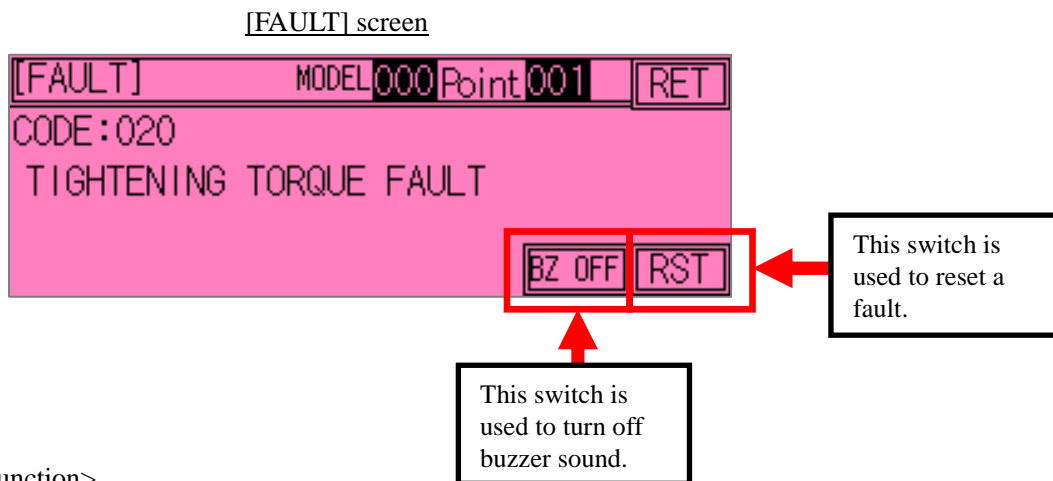 [FAULT] screen
[FAULT] MODEL 000 Point 001 RET
CODE:020
TIGHTENING TORQUE FAULT
BZ OFF RST
This switch is
used to reset a
fault.
This switch is
used to turn off
buzzer sound.